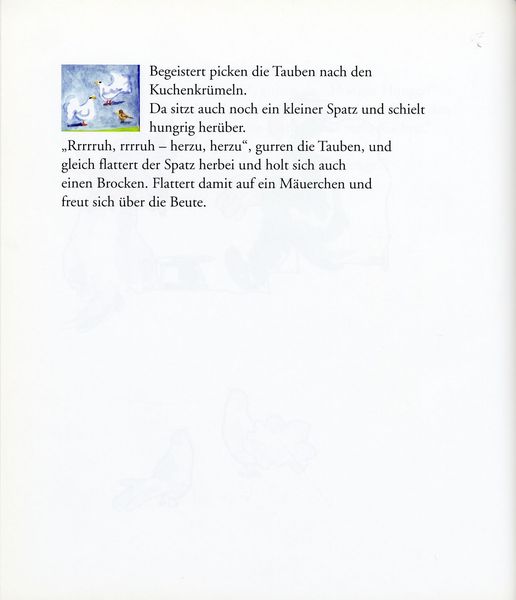 Begeistert picken die Tauben nach den
Kuchenkrümeln.
Da sitzt auch noch ein kleiner Spatz und schielt
hungrig herüber.
„Rrrrruh, rrrruh – herzu, herzu“, gurren die Tauben, und
gleich flattert der Spatz herbei und holt sich auch
einen Brocken. Flattert damit auf ein Mäuerchen und
freut sich über die Beute.